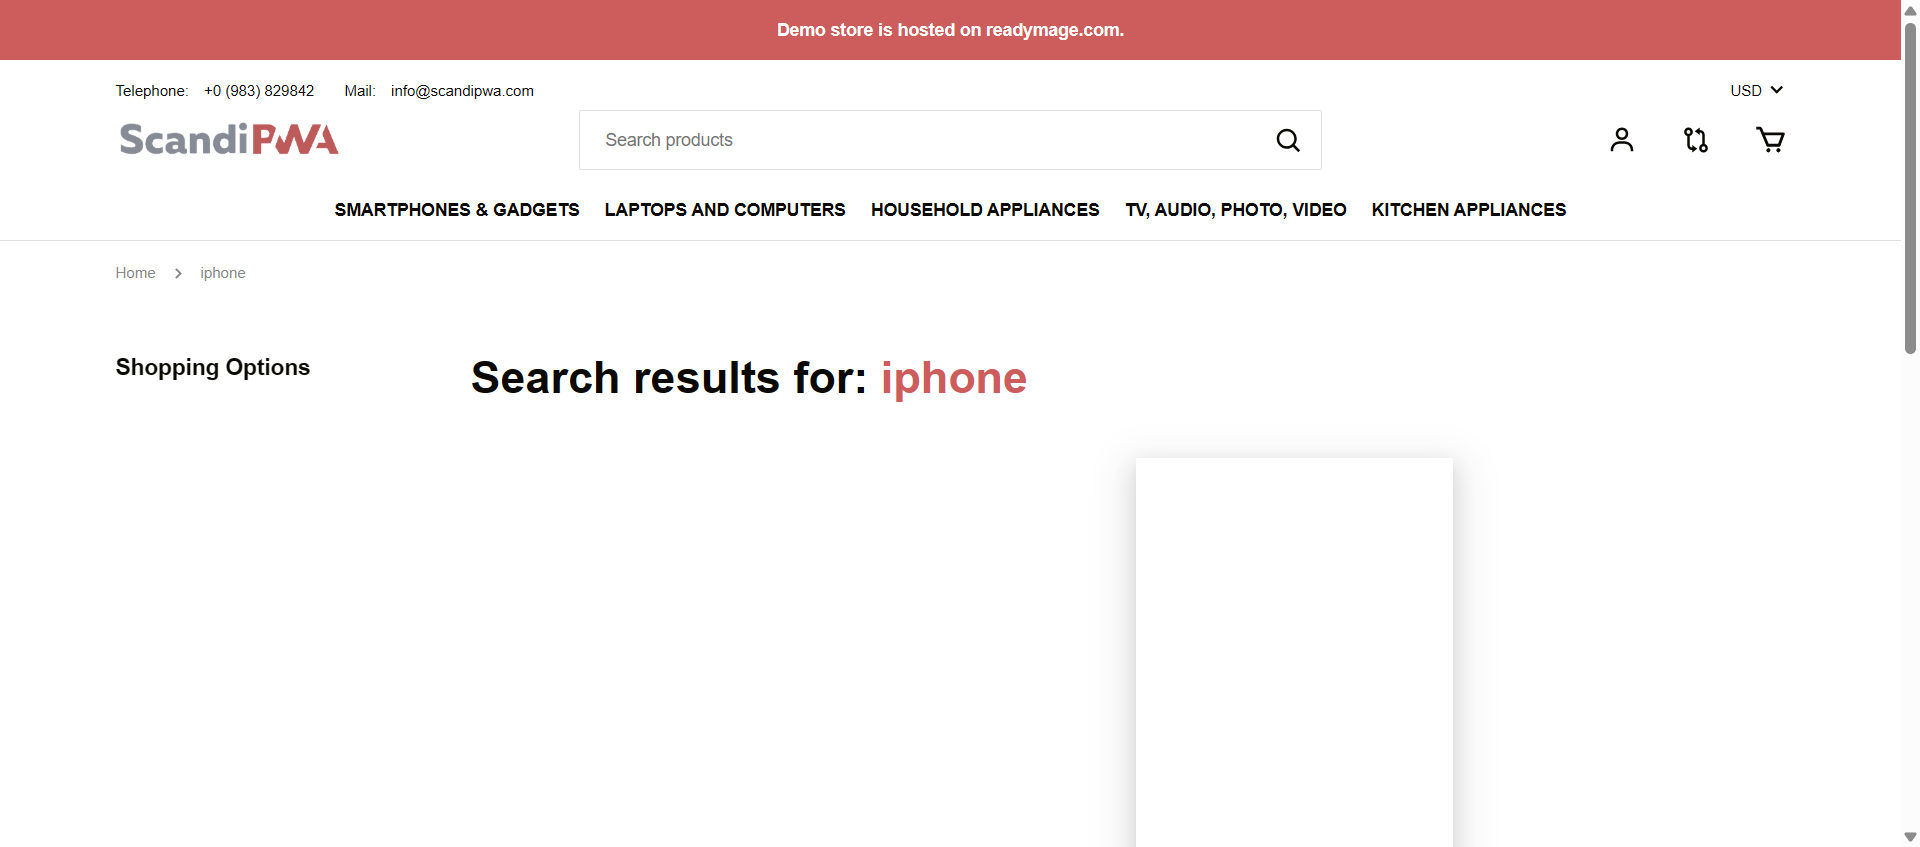 Demo store is hosted on readymage.com.
Telephone: +0 (983) 829842 Mail: info@scandipwa.com USD
ScandiPWA
Search products
SMARTPHONES & GADGETS LAPTOPS AND COMPUTERS HOUSEHOLD APPLIANCES TV, AUDIO, PHOTO, VIDEO KITCHEN APPLIANCES
Home iphone
Shopping Options
Search results for: iphone